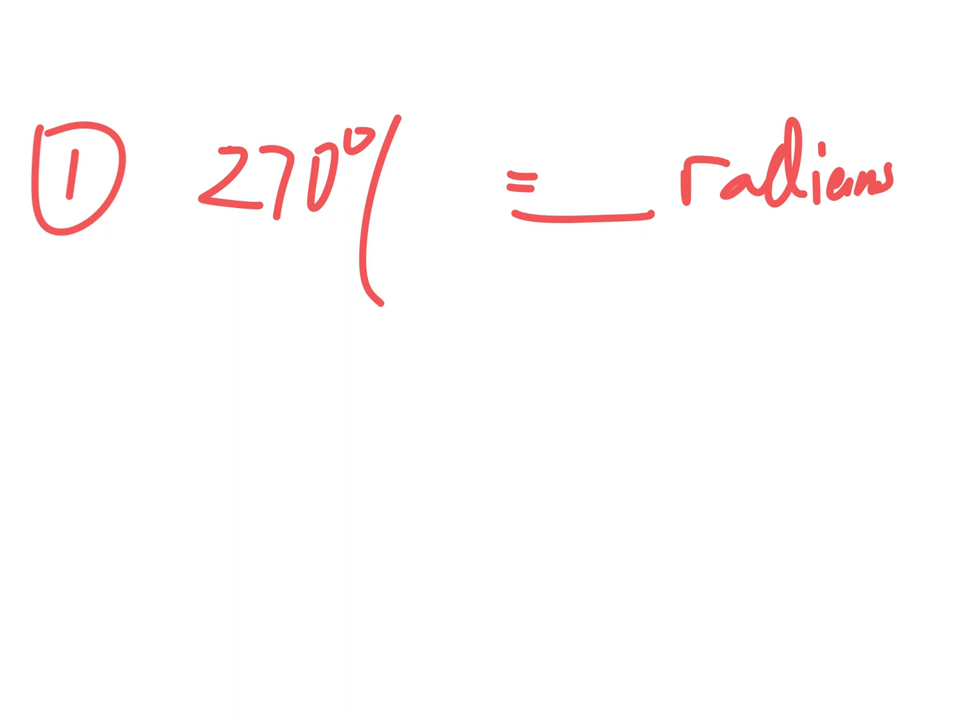 ① 270° ( = ___ radians